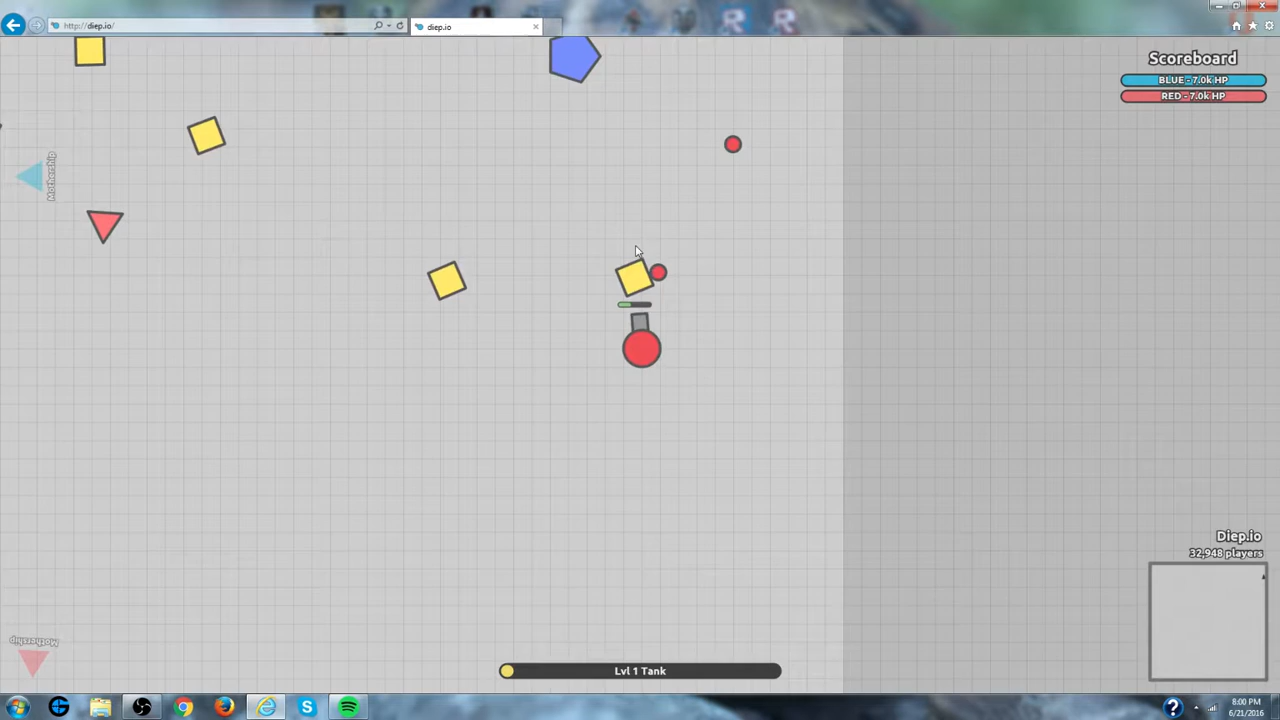 http://diep.io/
diep.io
Scoreboard
BLUE - 7.0k HP
RED - 7.0k HP
Mothership
Diep.io
32,948 players
Mothership
Lvl 1 Tank
8:00 PM
6/21/2016